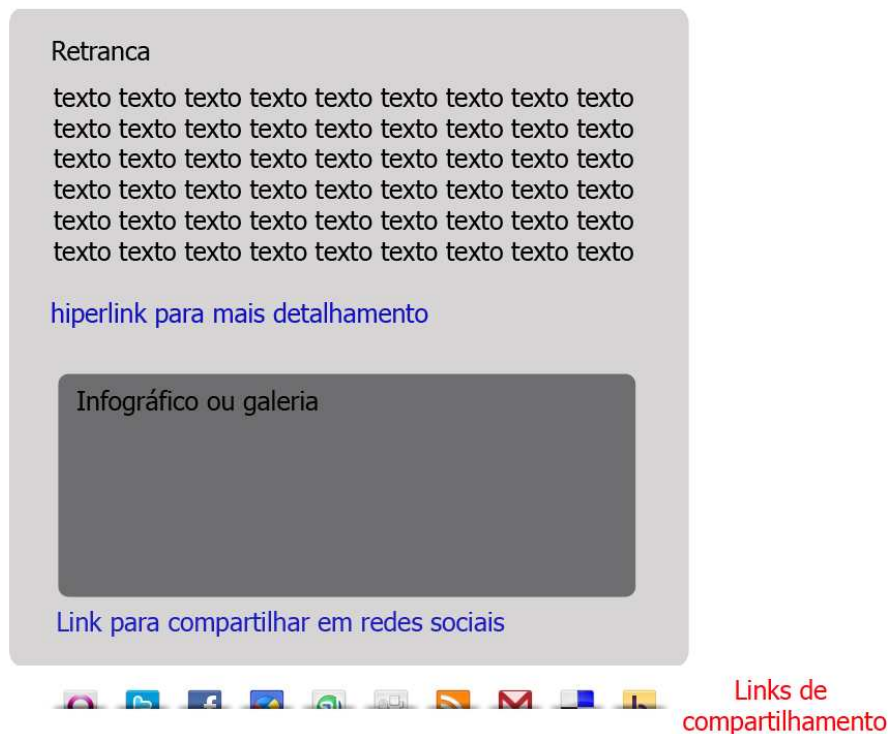 Retranca
texto texto texto texto texto texto texto texto texto
texto texto texto texto texto texto texto texto texto
texto texto texto texto texto texto texto texto texto
texto texto texto texto texto texto texto texto texto
texto texto texto texto texto texto texto texto texto
texto texto texto texto texto texto texto texto texto
hiperlink para mais detalhamento
Infográfico ou galeria
Link para compartilhar em redes sociais
Links de
compartilhamento